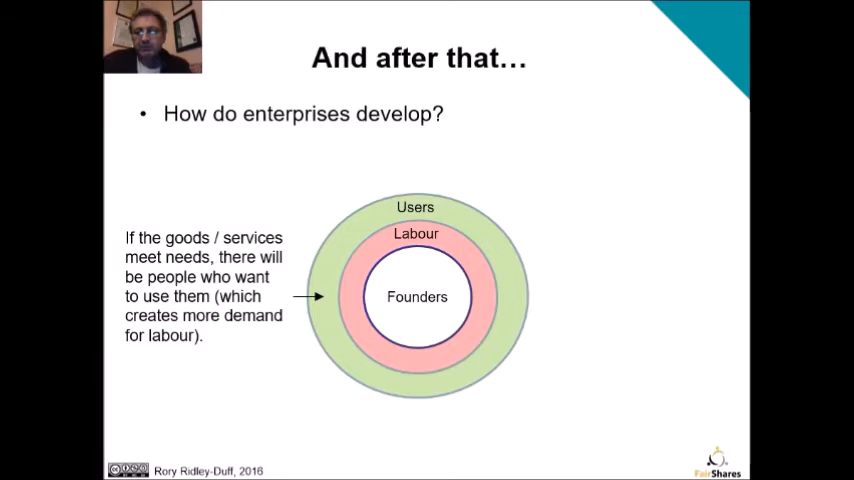 And after that…
• How do enterprises develop?
Users
Labour
Founders
If the goods / services
meet needs, there will
be people who want
to use them (which
creates more demand
for labour).
Rory Ridley-Duff, 2016
FairShares